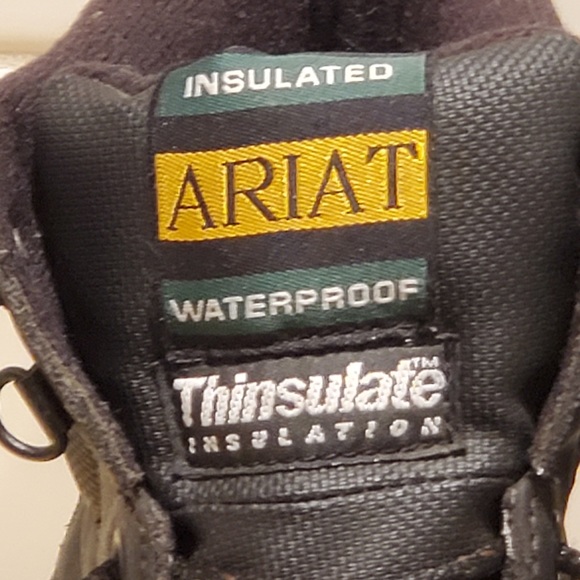 INSULATED
ARIAT
WATERPROOF
Thinsulate™
INSULATION